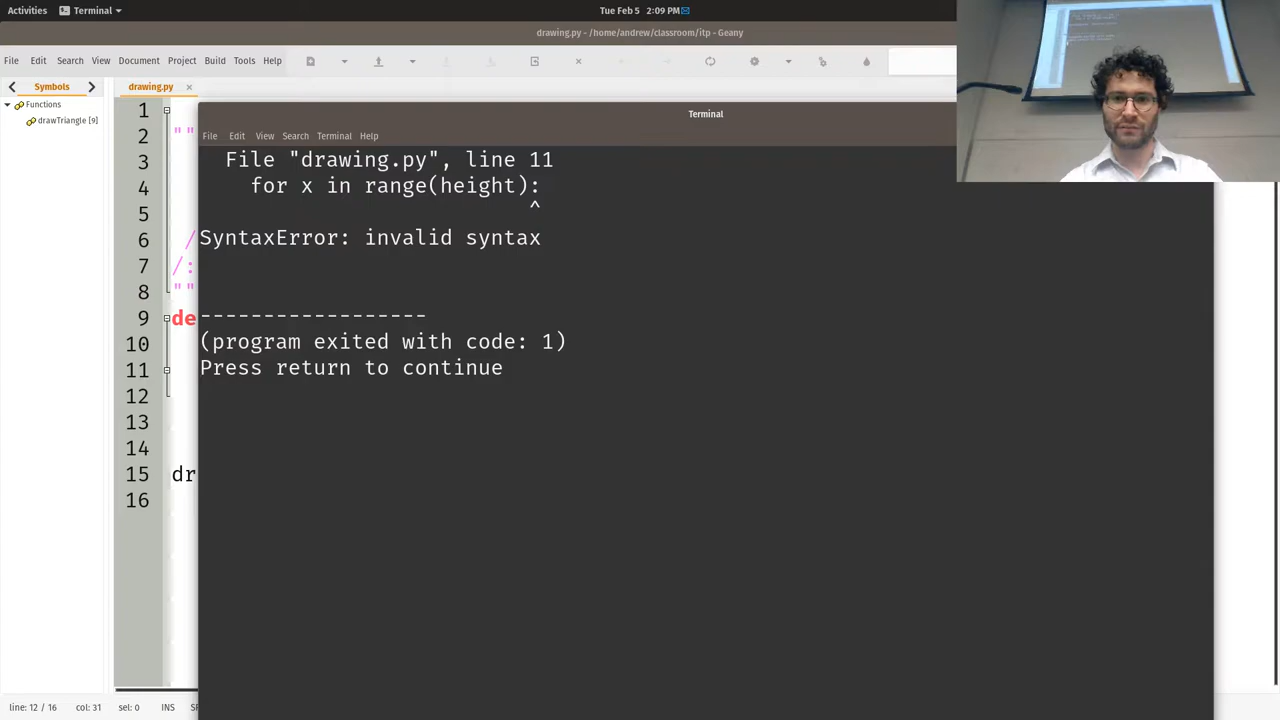 Activities Terminal Tue Feb 5 2:09 PM
drawing.py - /home/andrew/classroom/itp - Geany
File Edit Search View Document Project Build Tools Help
Symbols drawing.py ×
Functions
drawTriangle [9]
Terminal
File Edit View Search Terminal Help
1
2 ""
3
4
5
6 /
7 /:
8 ""
9 de
10
11
12
13
14
15 dr
16
File "drawing.py", line 11
for x in range(height):
^
SyntaxError: invalid syntax
------------------
(program exited with code: 1)
Press return to continue
line: 12 / 16 col: 31 sel: 0 INS